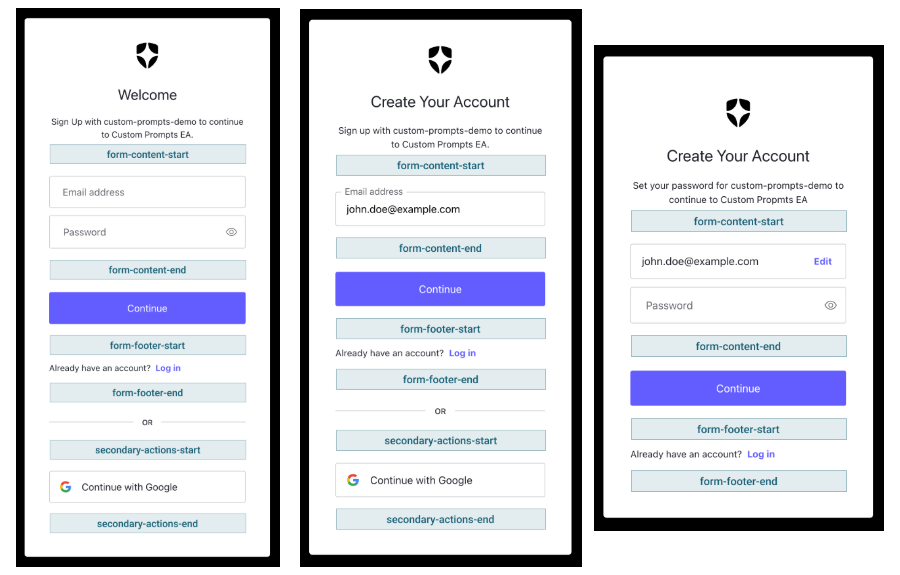 Welcome
Sign Up with custom-prompts-demo to continue
to Custom Prompts EA.
form-content-start
Email address
Password
form-content-end
Continue
form-footer-start
Already have an account? Log in
form-footer-end
OR
secondary-actions-start
Continue with Google
secondary-actions-end
Create Your Account
Sign up with custom-prompts-demo to continue
to Custom Prompts EA.
form-content-start
Email address
john.doe@example.com
form-content-end
Continue
form-footer-start
Already have an account? Log in
form-footer-end
OR
secondary-actions-start
Continue with Google
secondary-actions-end
Create Your Account
Set your password for custom-prompts-demo to
continue to Custom Propmts EA
form-content-start
john.doe@example.com Edit
Password
form-content-end
Continue
form-footer-start
Already have an account? Log in
form-footer-end